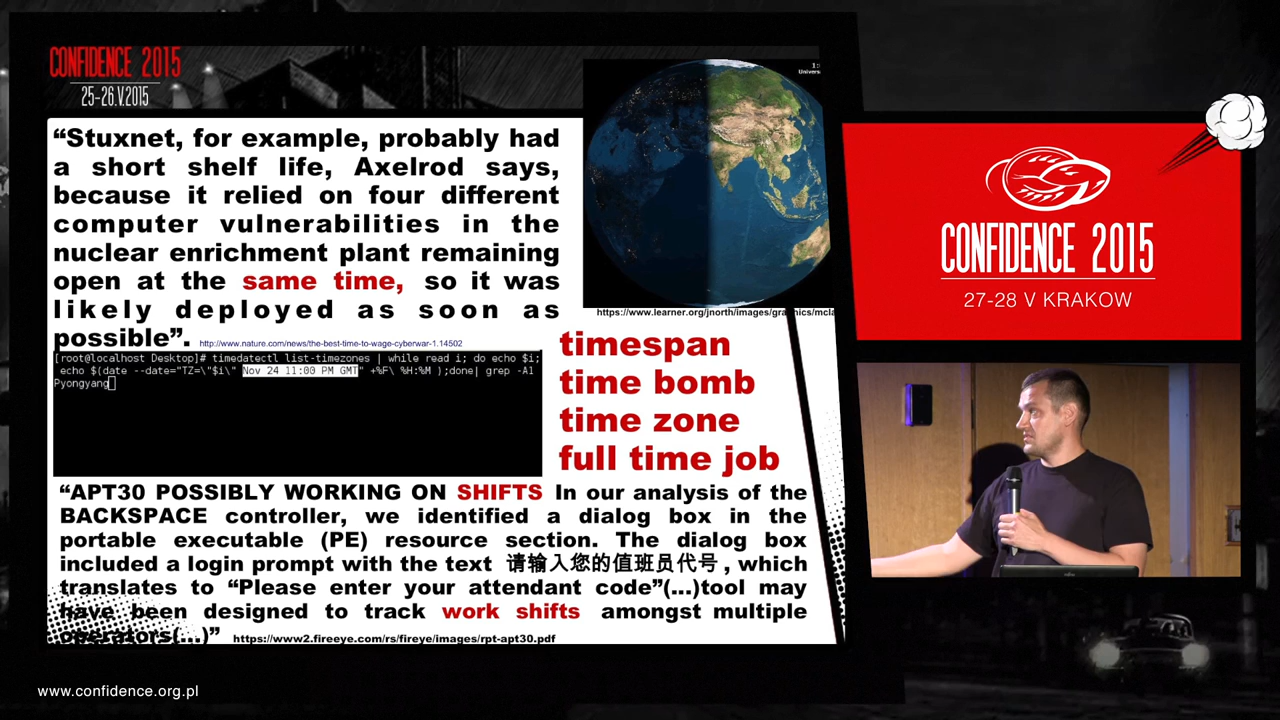 CONFIDENCE 2015
25-26.V.2015
“Stuxnet, for example, probably had
a short shelf life, Axelrod says,
because it relied on four different
computer vulnerabilities in the
nuclear enrichment plant remaining
open at the same time, so it was
likely deployed as soon as
possible”. http://www.nature.com/news/the-best-time-to-wage-cyberwar-1.14502
[root@localhost Desktop]# timedatectl list-timezones | while read i; do echo $i;
echo $(date --date="TZ=\"$i\" Nov 24 11:00 PM GMT" +%F\ %H:%M );done| grep -A1
Pyongyang
1:
Univers
https://www.learner.org/jnorth/images/graphics/mcla
timespan
time bomb
time zone
full time job
“APT30 POSSIBLY WORKING ON SHIFTS In our analysis of the
BACKSPACE controller, we identified a dialog box in the
portable executable (PE) resource section. The dialog box
included a login prompt with the text 请输入您的值班员代号, which
translates to “Please enter your attendant code”(...)tool may
have been designed to track work shifts amongst multiple
operators(...)” https://www2.fireeye.com/rs/fireye/images/rpt-apt30.pdf
CONFIDENCE 2015
27-28 V KRAKOW
www.confidence.org.pl